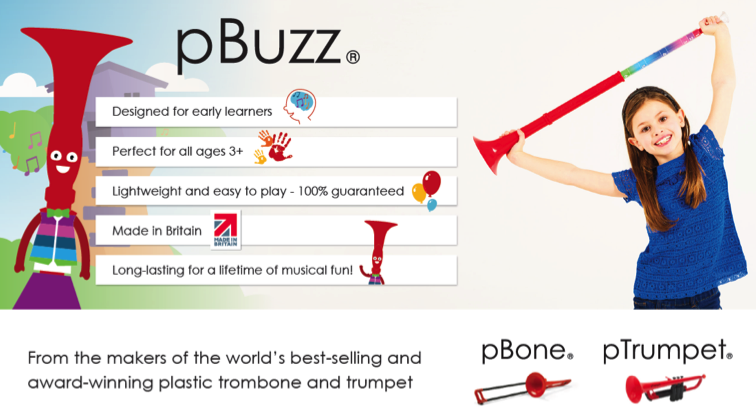 pBuzz®
Designed for early learners
Perfect for all ages 3+
Lightweight and easy to play - 100% guaranteed
Made in Britain
MADE IN
BRITAIN
Long-lasting for a lifetime of musical fun!
From the makers of the world's best-selling and
award-winning plastic trombone and trumpet
pBone®
pTrumpet®